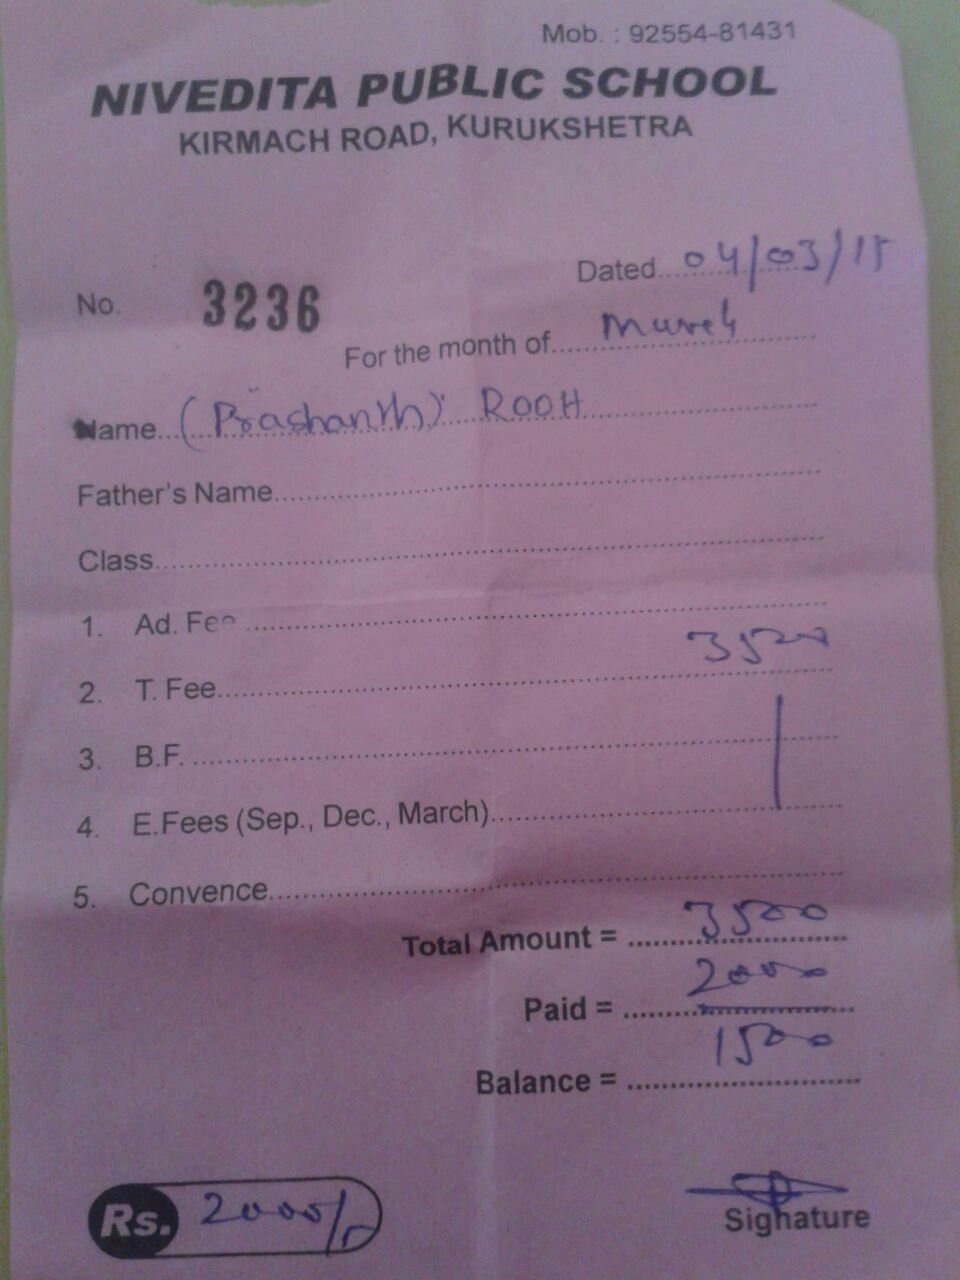 Mob. : 92554-81431
NIVEDITA PUBLIC SCHOOL
KIRMACH ROAD, KURUKSHETRA
Dated 04/03/15
No. 3236
For the month of March
Name (Prashanth) ROOH
Father's Name
Class
1. Ad. Fee
2. T. Fee 3500
3. B.F.
4. E.Fees (Sep., Dec., March)
5. Convence
Total Amount = 3500
Paid = 2000
Balance = 1500
Rs. 2000/-
Signature